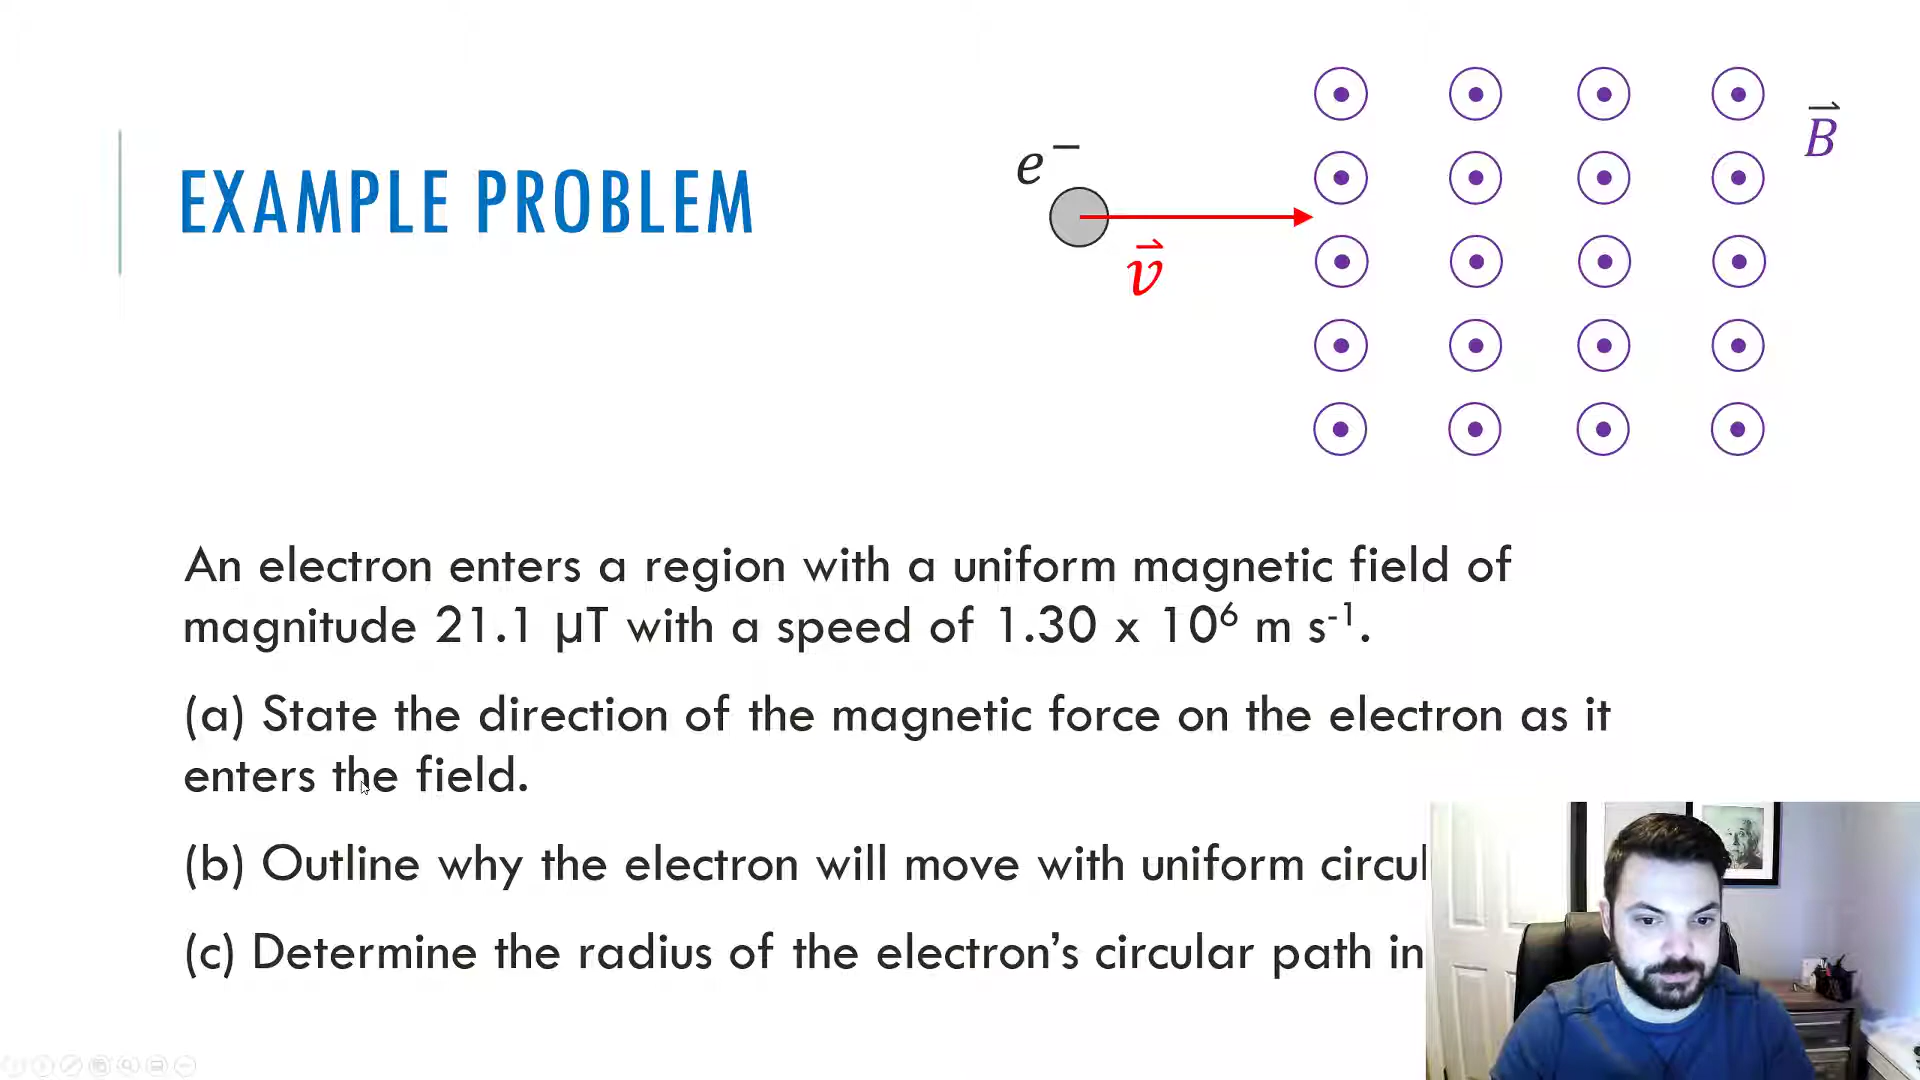 EXAMPLE PROBLEM
e⁻
v⃗
B⃗
An electron enters a region with a uniform magnetic field of
magnitude 21.1 µT with a speed of 1.30 x 10⁶ m s⁻¹.
(a) State the direction of the magnetic force on the electron as it
enters the field.
(b) Outline why the electron will move with uniform circul
(c) Determine the radius of the electron’s circular path in